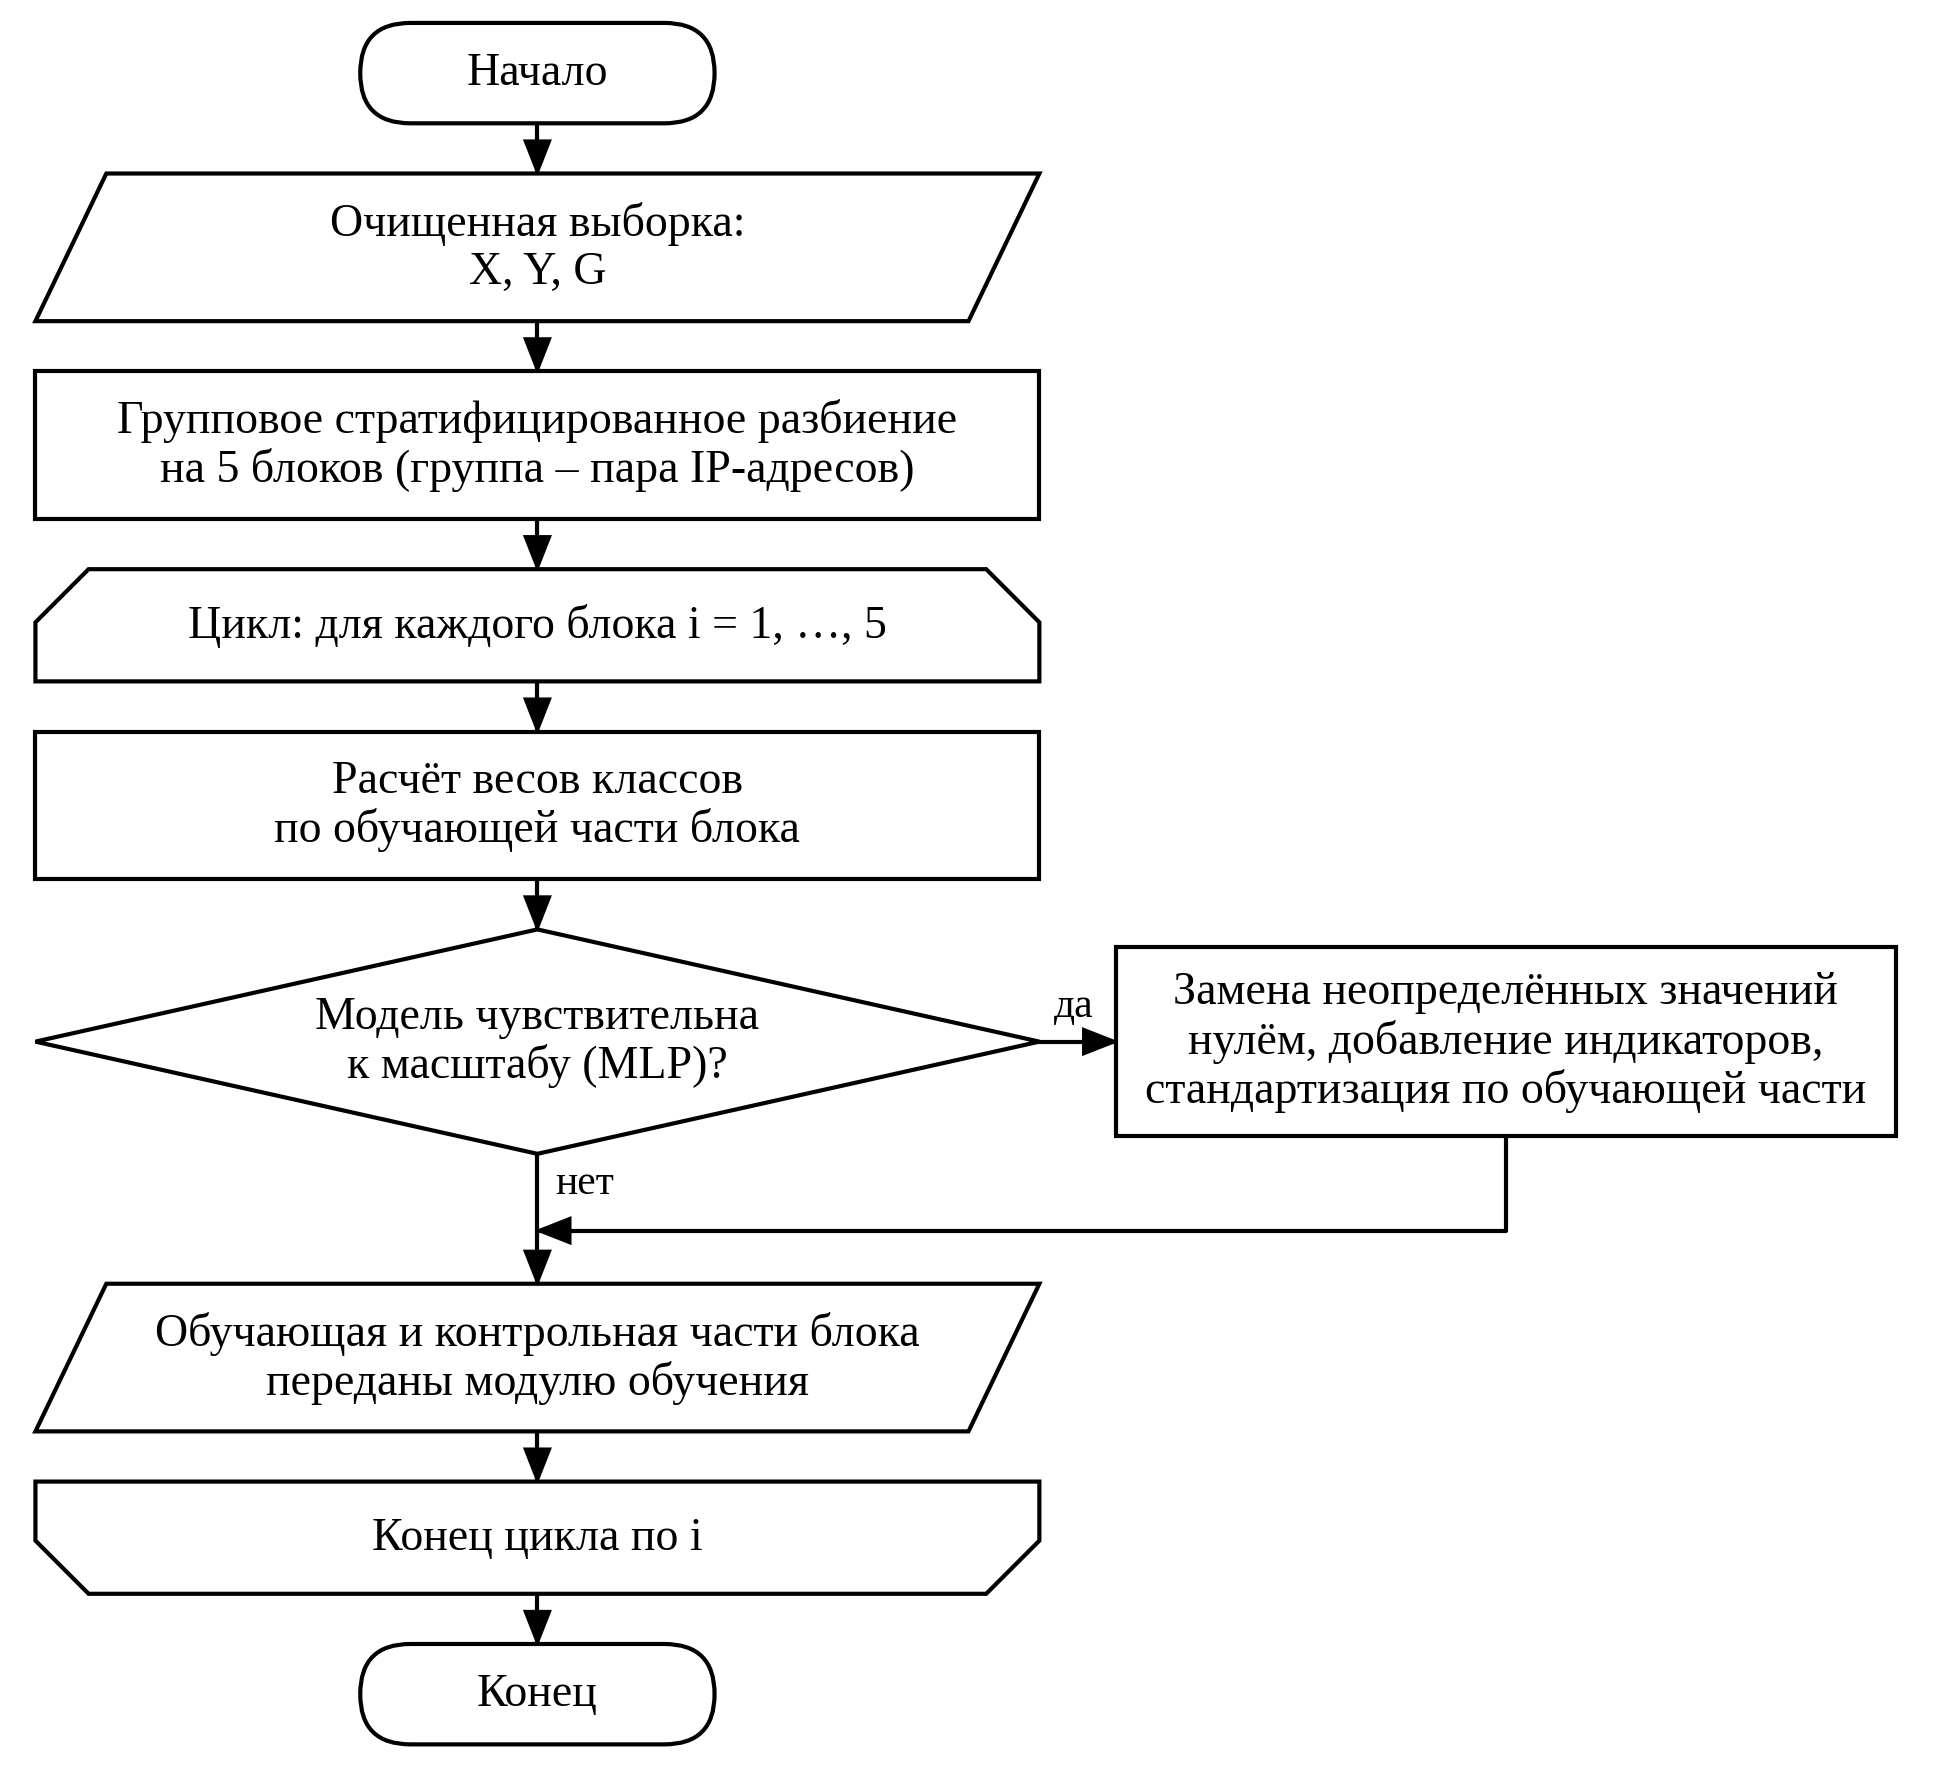 Начало
Очищенная выборка:
X, Y, G
Групповое стратифицированное разбиение
на 5 блоков (группа – пара IP-адресов)
Цикл: для каждого блока i = 1, …, 5
Расчёт весов классов
по обучающей части блока
Модель чувствительна
к масштабу (MLP)?
да
Замена неопределённых значений
нулём, добавление индикаторов,
стандартизация по обучающей части
нет
Обучающая и контрольная части блока
переданы модулю обучения
Конец цикла по i
Конец